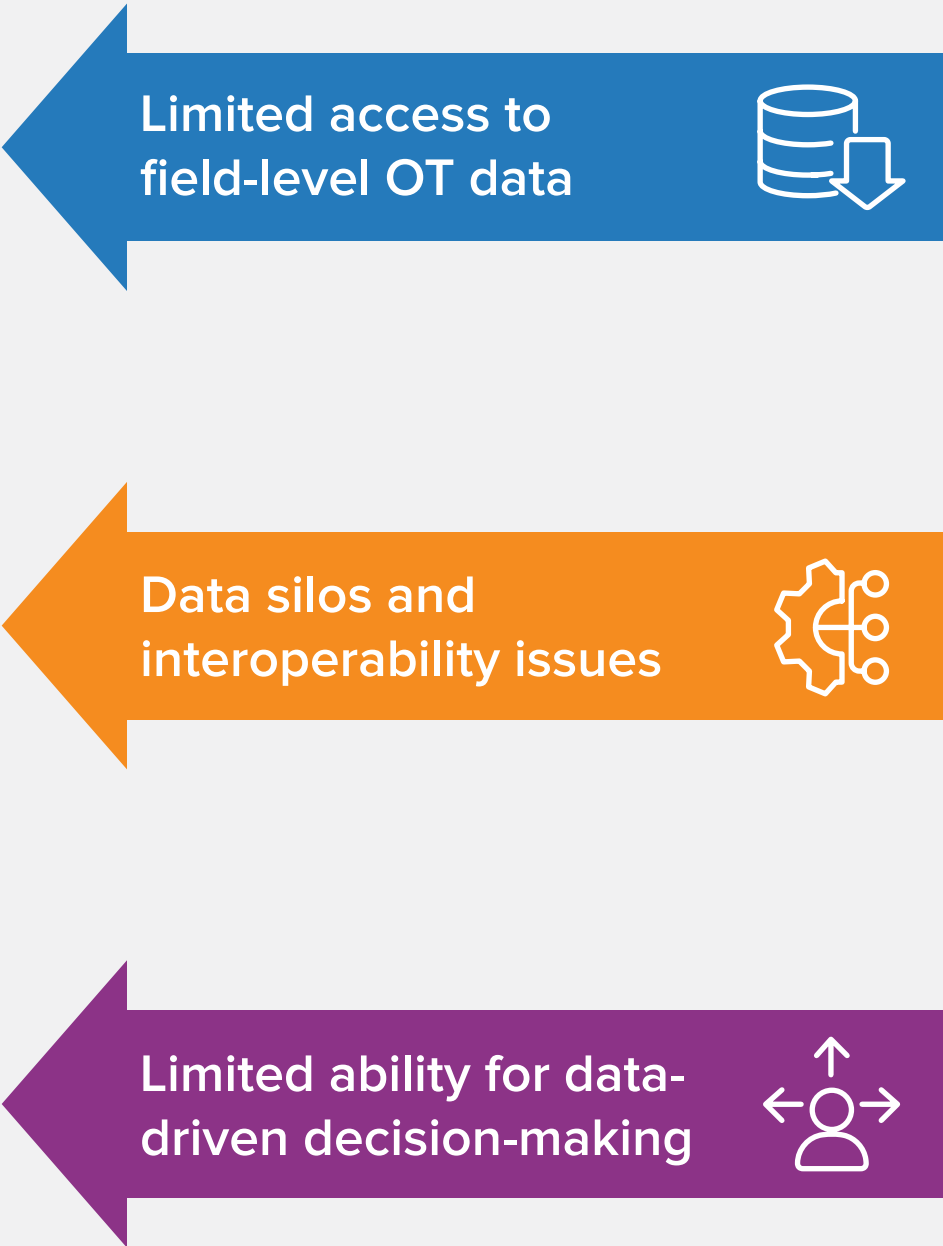 Limited access to
field-level OT data
Data silos and
interoperability issues
Limited ability for data-
driven decision-making